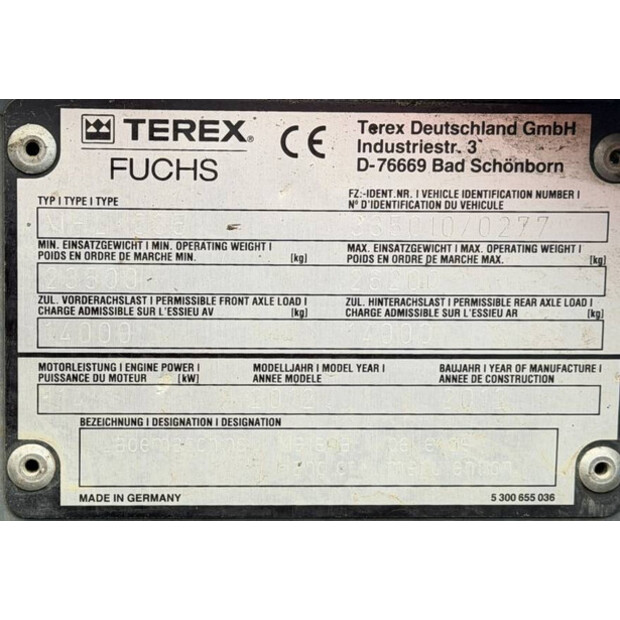 TEREX®
FUCHS
CE
Terex Deutschland GmbH
Industriestr. 3
D-76669 Bad Schönborn
TYP I TYPE I TYPE
FZ.-IDENT.NR. I VEHICLE IDENTIFICATION NUMBER I
N° D'IDENTIFICATION DU VEHICULE
/0277
MIN. EINSATZGEWICHT I MIN. OPERATING WEIGHT I
POIDS EN ORDRE DE MARCHE MIN. [kg]
MAX. EINSATZGEWICHT I MAX. OPERATING WEIGHT I
POIDS EN ORDRE DE MARCHE MAX. [kg]
ZUL. VORDERACHSLAST I PERMISSIBLE FRONT AXLE LOAD I
CHARGE ADMISSIBLE SUR L'ESSIEU AV [kg]
14000
ZUL. HINTERACHSLAST I PERMISSIBLE REAR AXLE LOAD I
CHARGE ADMISSIBLE SUR L'ESSIEU AR [kg]
14000
MOTORLEISTUNG I ENGINE POWER I
PUISSANCE DU MOTEUR [kW]
MODELLJAHR I MODEL YEAR I
ANNEE MODELE
BAUJAHR I YEAR OF MANUFACTURE I
ANNÉE DE CONSTRUCTION
BEZEICHNUNG I DESIGNATION I DESIGNATION
MADE IN GERMANY
5 300 655 036